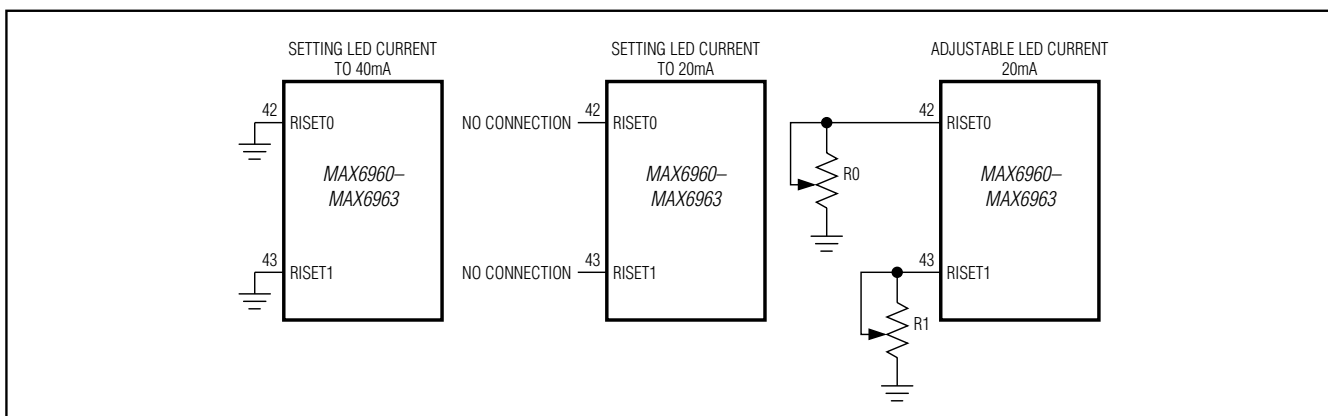 SETTING LED CURRENT
TO 40mA
42
RISET0
MAX6960–
MAX6963
43
RISET1
SETTING LED CURRENT
TO 20mA
NO CONNECTION
42
RISET0
MAX6960–
MAX6963
NO CONNECTION
43
RISET1
ADJUSTABLE LED CURRENT
20mA
42
RISET0
R0
MAX6960–
MAX6963
43
RISET1
R1